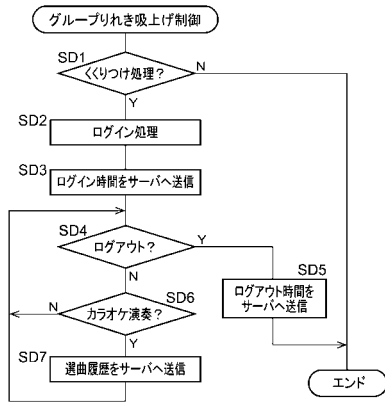 グループりれき吸上げ制御
SD1
くくりつけ処理?
N
Y
SD2
ログイン処理
SD3
ログイン時間をサーバへ送信
SD4
ログアウト?
Y
N
SD5
ログアウト時間を
サーバへ送信
SD6
カラオケ演奏?
N
Y
SD7
選曲履歴をサーバへ送信
エンド